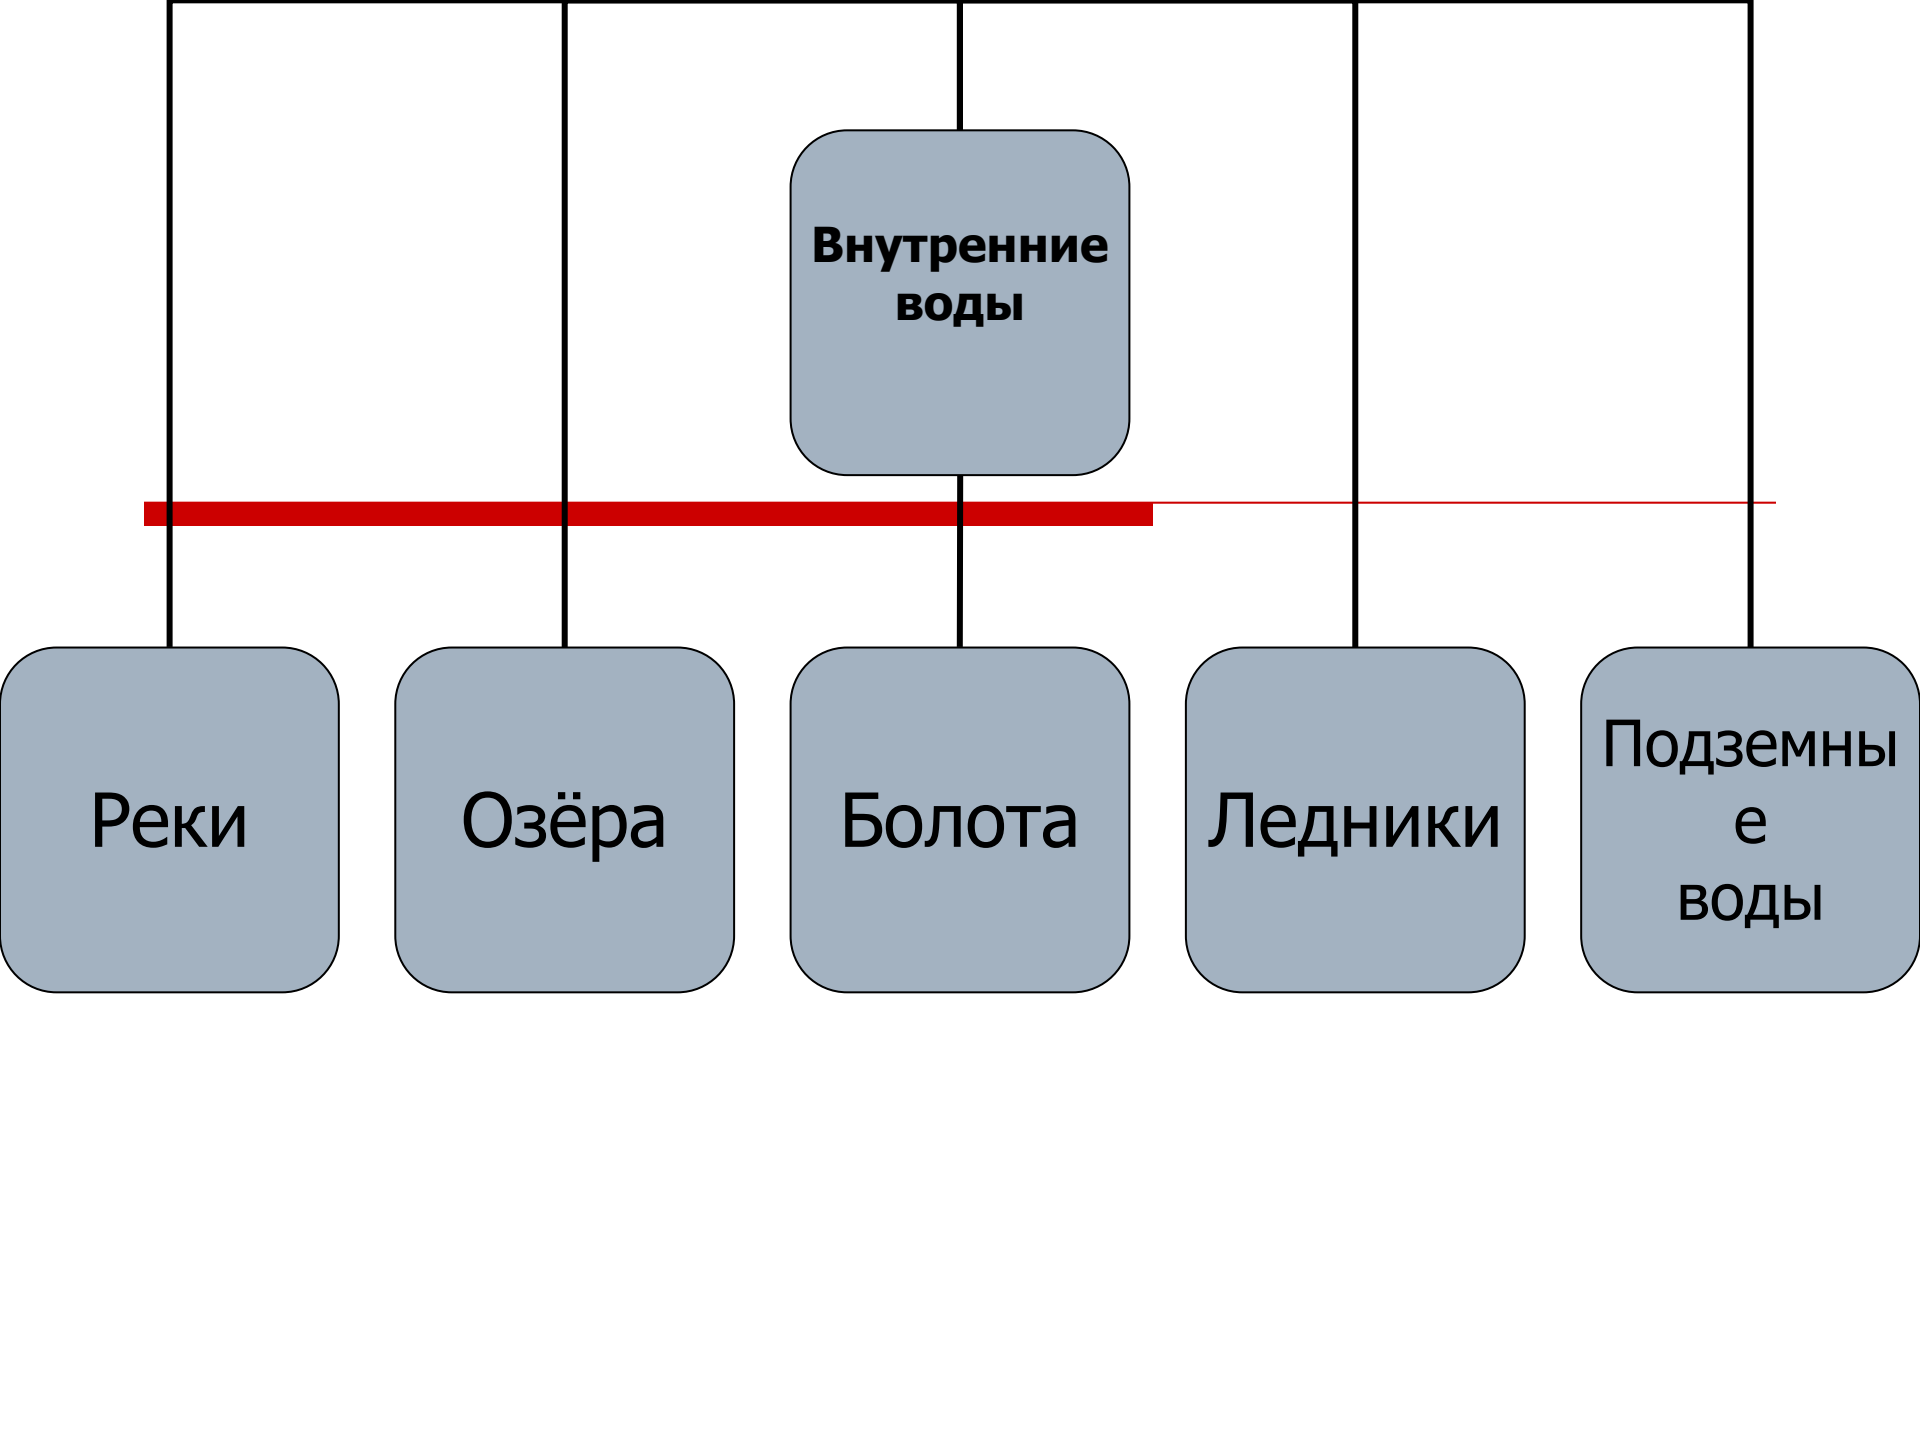 Внутренние
воды
Реки
Озёра
Болота
Ледники
Подземны
е
воды